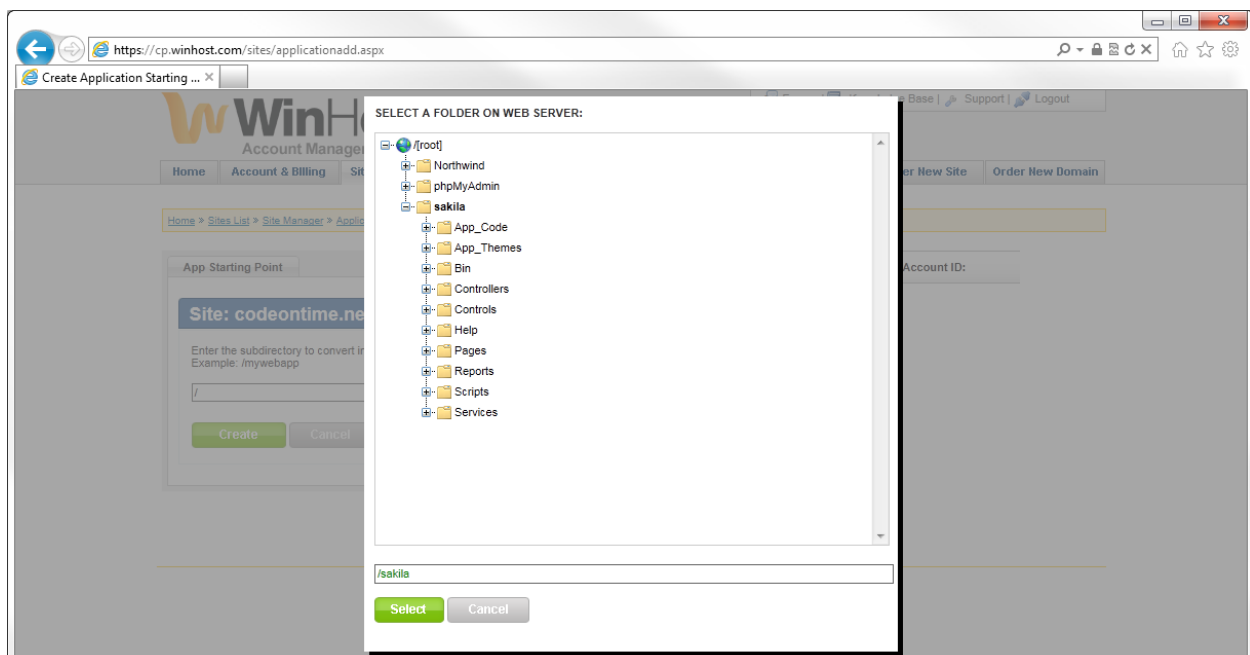 https://cp.winhost.com/sites/applicationadd.aspx
Create Application Starting ...
WinH
Account Manage
Base | Support | Logout
Home Account & BIlling Sit
er New Site Order New Domain
Home » Sites List » Site Manager » Applic
App Starting Point
Account ID:
Site: codeontime.ne
Enter the subdirectory to convert in
Example: /mywebapp
/
Create Cancel
SELECT A FOLDER ON WEB SERVER:
/[root]
Northwind
phpMyAdmin
sakila
App_Code
App_Themes
Bin
Controllers
Controls
Help
Pages
Reports
Scripts
Services
/sakila
Select Cancel